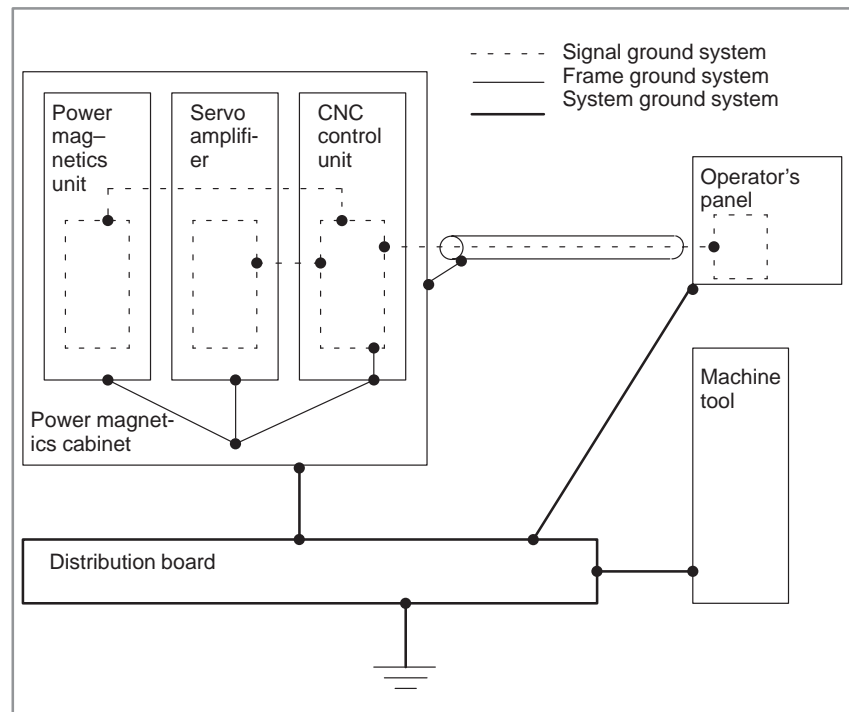 Signal ground system
Frame ground system
System ground system
Power
mag–
netics
unit
Servo
amplifi-
er
CNC
control
unit
Operator's
panel
Machine
tool
Power magnet-
ics cabinet
Distribution board